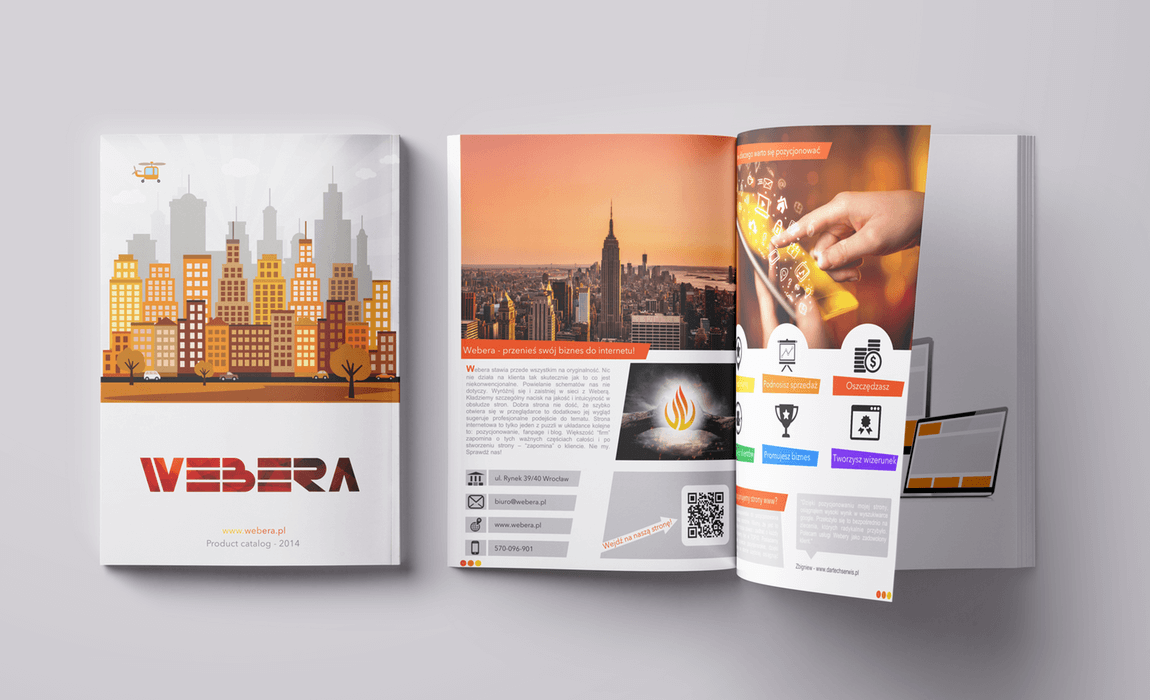 WEBERA
www.webera.pl
Product catalog - 2014
Webera - przenieś swój biznes do internetu!
Webera stawia przede wszystkim na oryginalność. Nic
nie działa na klienta tak skutecznie jak to co jest
niekonwencjonalne. Powielanie schematów nas nie
dotyczy. Wyróżnij się i zaistniej w sieci z Weberą.
Kładziemy szczególny nacisk na jakość i intuicyjność w
obsłudze stron. Dobra strona nie dość, że szybko
otwiera się w przeglądarce to dodatkowo jej wygląd
sugeruje profesjonalne podejście do tematu. Strona
internetowa to tylko jeden z puzzli w układance kolejne
to: pozycjonowanie, fanpage i blog. Większość "firm"
zapomina o tych ważnych częściach całości i po
stworzeniu strony - "zapomina" o kliencie. Nie my.
Sprawdź nas!
ul. Rynek 39/40 Wrocław
biuro@webera.pl
www.webera.pl
570-096-901
Wejdź na naszą stronę!
warto się pozycjonować
Podnosisz sprzedaż
Oszczędzasz
Promujesz biznes
Tworzysz wizerunek
strony www?
Zbigniew - www.dartechserwis.pl